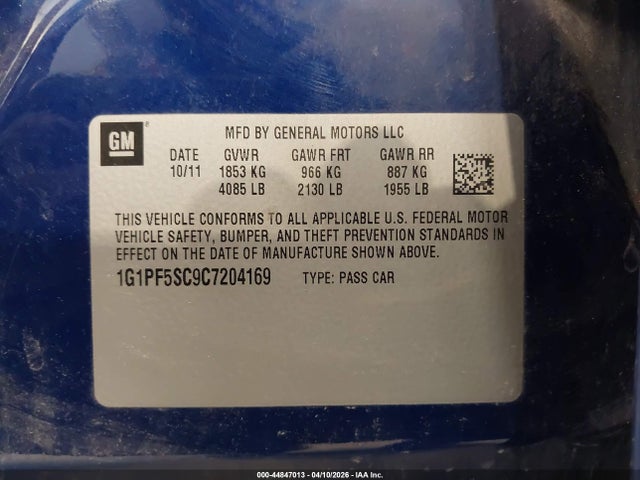 GM
MFD BY GENERAL MOTORS LLC
DATE GVWR GAWR FRT GAWR RR
10/11 1853 KG 966 KG 887 KG
4085 LB 2130 LB 1955 LB
THIS VEHICLE CONFORMS TO ALL APPLICABLE U.S. FEDERAL MOTOR
VEHICLE SAFETY, BUMPER, AND THEFT PREVENTION STANDARDS IN
EFFECT ON THE DATE OF MANUFACTURE SHOWN ABOVE.
1G1PF5SC9C7204169 TYPE: PASS CAR
000-44847013 - 04/10/2026 - IAA Inc.